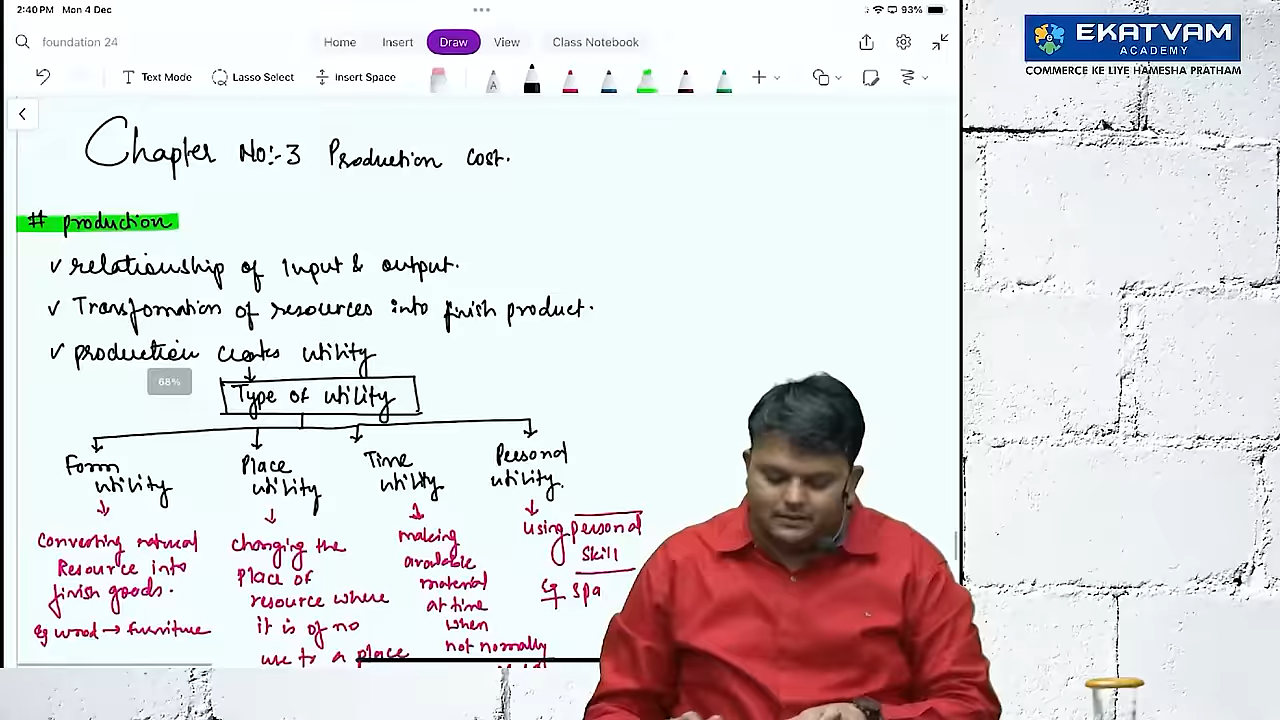 2:40 PM Mon 4 Dec
93%
foundation 24
Home Insert Draw View Class Notebook
Text Mode Lasso Select Insert Space
EKATVAM
ACADEMY
COMMERCE KE LIYE HAMESHA PRATHAM
Chapter No:-3 Production cost.
# production
✓ relationship of Input & output.
✓ Transfomation of resources into finish product.
✓ production creates utility
68%
Type of utility
Form utility
Place utility
Time utility
Personal utility.
converting natural
Resource into
finish goods.
eg wood → furniture
changing the
place of
resource where
it is of no
use to a place
making
available
material
at time
when
not normally
using personal
skill
eg spa